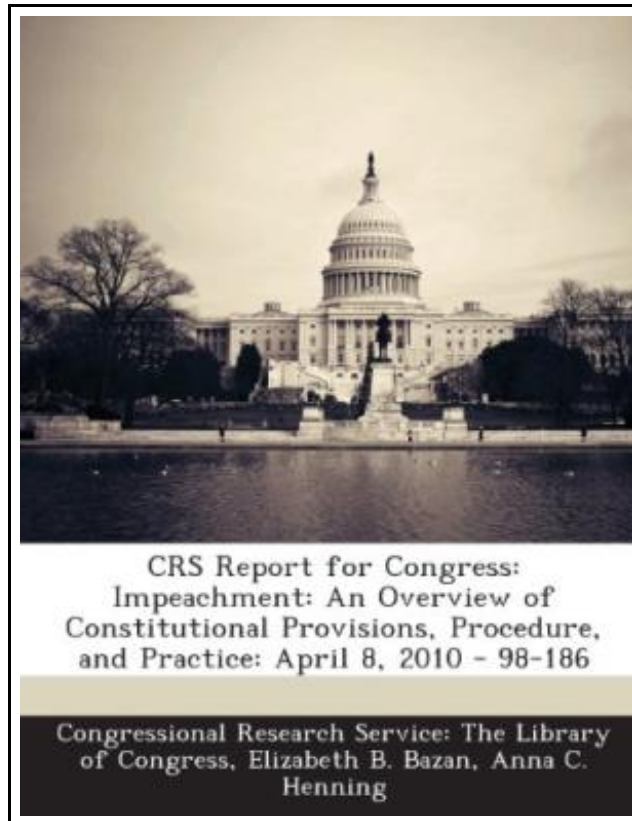 CRS Report for Congress:
Impeachment: An Overview of
Constitutional Provisions, Procedure,
and Practice: April 8, 2010 - 98-186
Congressional Research Service: The Library
of Congress, Elizabeth B. Bazan, Anna C.
Henning